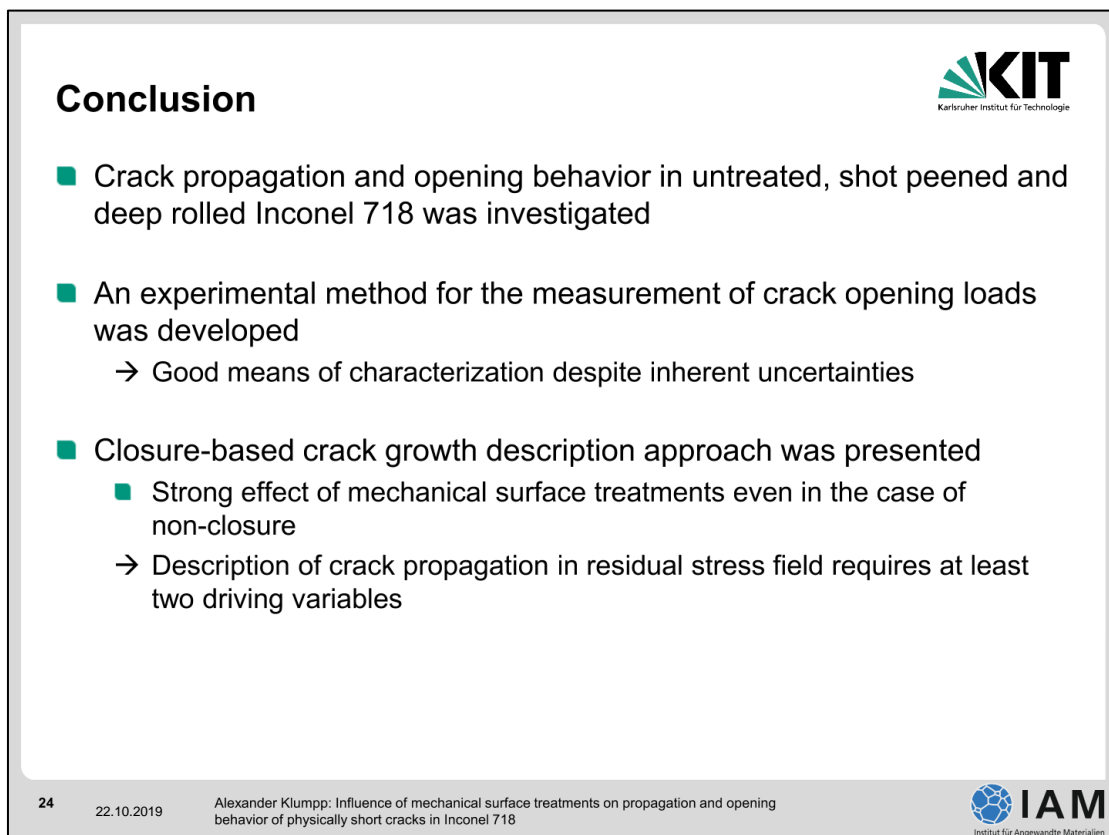 Conclusion
KIT
Karlsruher Institut für Technologie
Crack propagation and opening behavior in untreated, shot peened and
deep rolled Inconel 718 was investigated
An experimental method for the measurement of crack opening loads
was developed
→ Good means of characterization despite inherent uncertainties
Closure-based crack growth description approach was presented
Strong effect of mechanical surface treatments even in the case of
non-closure
→ Description of crack propagation in residual stress field requires at least
two driving variables
24
22.10.2019
Alexander Klumpp: Influence of mechanical surface treatments on propagation and opening
behavior of physically short cracks in Inconel 718
IAM
Institut für Angewandte Materialien